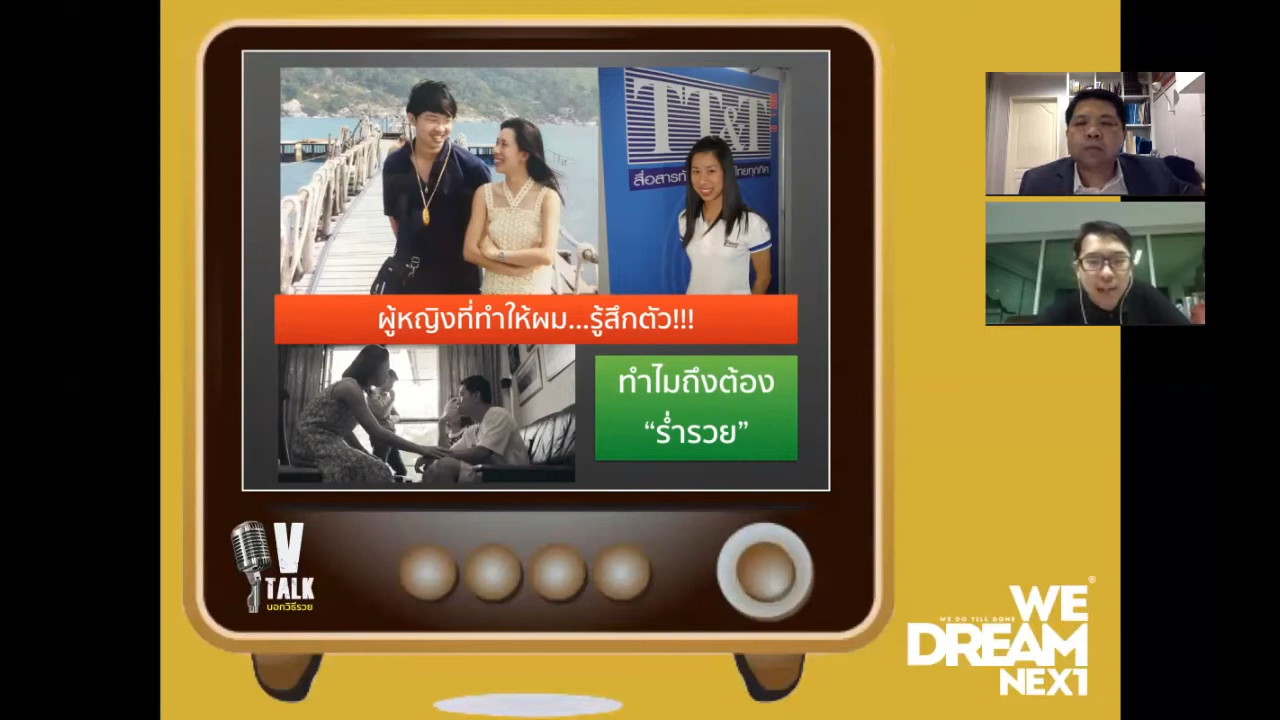 TT&T
ผู้หญิงที่ทำให้ผม...รู้สึกตัว!!!
ทำไมถึงต้อง
“ร่ำรวย”
V
TALK
บอกวิธีรวย
WE
WE DO TELL DONE
DREAM
NEX1